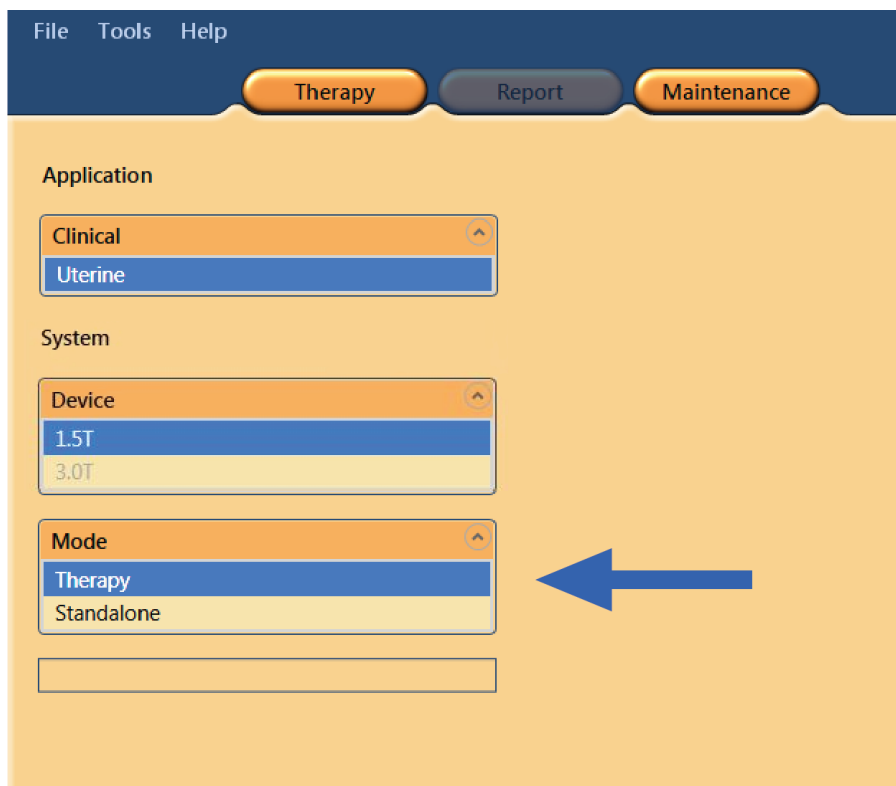 File Tools Help
Therapy Report Maintenance
Application
Clinical
Uterine
System
Device
1.5T
3.0T
Mode
Therapy
Standalone